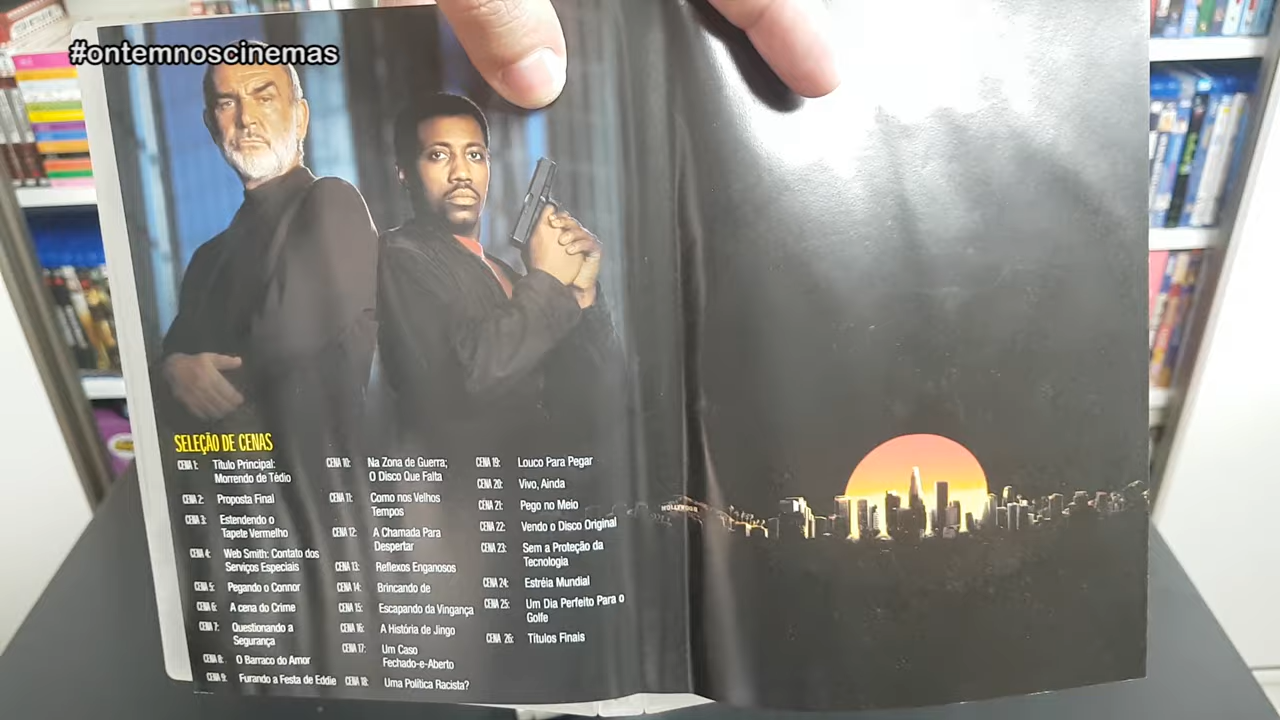 #ontemnoscinemas
SELEÇÃO DE CENAS
CENA 1: Título Principal:
Morrendo de Tédio
CENA 2: Proposta Final
CENA 3: Estendendo o
Tapete Vermelho
CENA 4: Web Smith: Contato dos
Serviços Especiais
CENA 5: Pegando o Connor
CENA 6: A cena do Crime
CENA 7: Questionando a
Segurança
CENA 8: O Barraco do Amor
CENA 9: Furando a Festa de Eddie
CENA 10: Na Zona de Guerra;
O Disco Que Falta
CENA 11: Como nos Velhos
Tempos
CENA 12: A Chamada Para
Despertar
CENA 13: Reflexos Enganosos
CENA 14: Brincando de
CENA 15: Escapando da Vingança
CENA 16: A História de Jingo
CENA 17: Um Caso
Fechado-e-Aberto
CENA 18: Uma Política Racista?
CENA 19: Louco Para Pegar
CENA 20: Vivo, Ainda
CENA 21: Pego no Meio
CENA 22: Vendo o Disco Original
CENA 23: Sem a Proteção da
Tecnologia
CENA 24: Estréia Mundial
CENA 25: Um Dia Perfeito Para o
Golfe
CENA 26: Títulos Finais
HOLLYWOOD